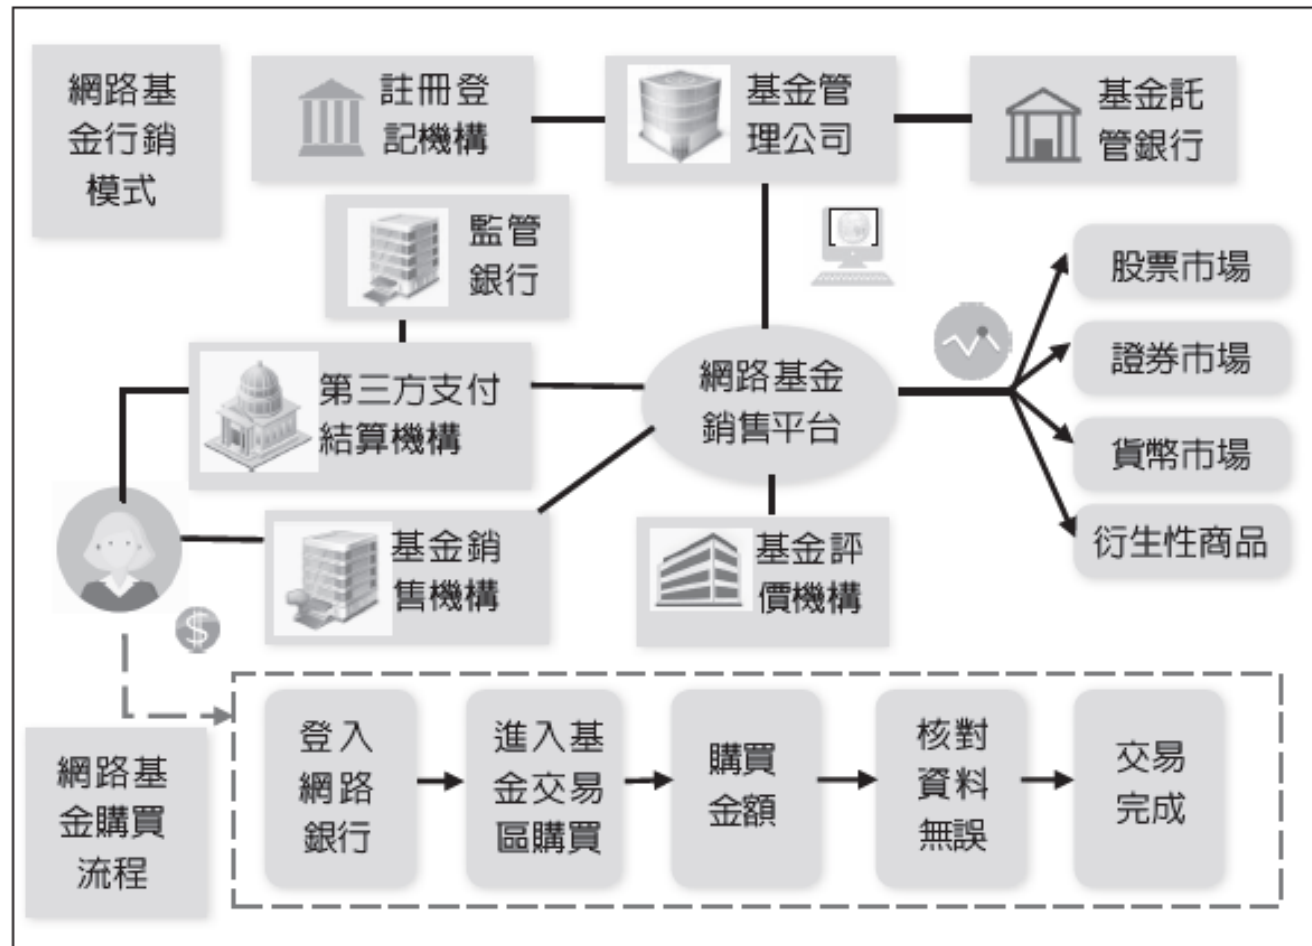 網路基
金行銷
模式
註冊登
記機構
基金管
理公司
基金託
管銀行
監管
銀行
股票市場
證券市場
貨幣市場
衍生性商品
第三方支付
結算機構
網路基金
銷售平台
基金銷
售機構
基金評
價機構
$
網路基
金購買
流程
登入
網路
銀行
進入基
金交易
區購買
購買
金額
核對
資料
無誤
交易
完成